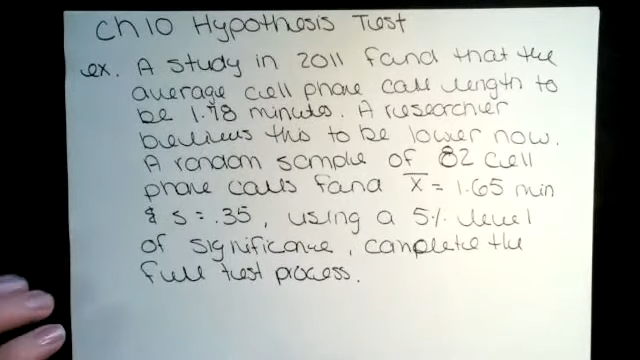 Ch 10 Hypothesis Test
ex. A study in 2011 found that the
average cell phone call length to
be 1.78 minutes. A researcher
believes this to be lower now.
A random sample of 82 cell
phone calls found x̄ = 1.65 min
& s = .35, using a 5% level
of significance, complete the
full test process.